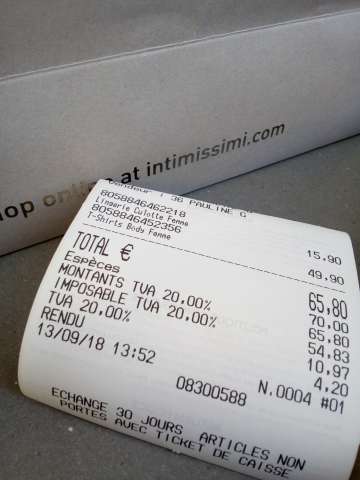 hop online at intimissimi.com
Vendeur : 36 PAULINE G.
8058846462218
Lingerie Culotte Femme 15.90
8058846452356
T-Shirts Body Femme 49.90
TOTAL € 65,80
Espèces 70.00
MONTANTS TVA 20,00% 65.80
IMPOSABLE TVA 20,00% 54.83
TVA 20,00% 10,97
RENDU 4,20
13/09/18 13:52 08300588 N.0004 #01
ECHANGE 30 JOURS ARTICLES NON
PORTES AVEC TICKET DE CAISSE